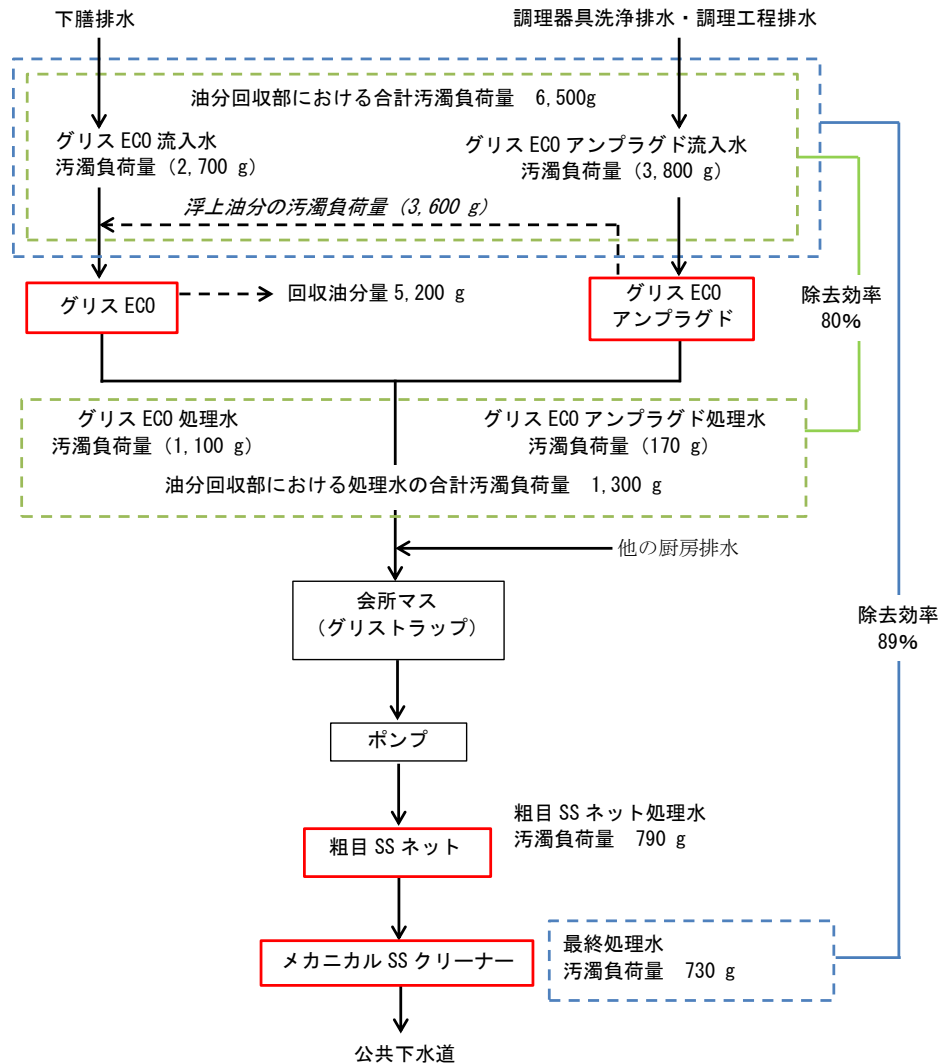 下膳排水
調理器具洗浄排水・調理工程排水
油分回収部における合計汚濁負荷量 6,500g
グリス ECO 流入水
汚濁負荷量（2,700 g）
グリス ECO アンプラグド流入水
汚濁負荷量（3,800 g）
浮上油分の汚濁負荷量（3,600 g）
グリス ECO
回収油分量 5,200 g
グリス ECO
アンプラグド
除去効率
80%
グリス ECO 処理水
汚濁負荷量（1,100 g）
グリス ECO アンプラグド処理水
汚濁負荷量（170 g）
油分回収部における処理水の合計汚濁負荷量 1,300 g
他の厨房排水
会所マス
（グリストラップ）
除去効率
89%
ポンプ
粗目 SS ネット処理水
汚濁負荷量 790 g
粗目 SS ネット
メカニカル SS クリーナー
最終処理水
汚濁負荷量 730 g
公共下水道